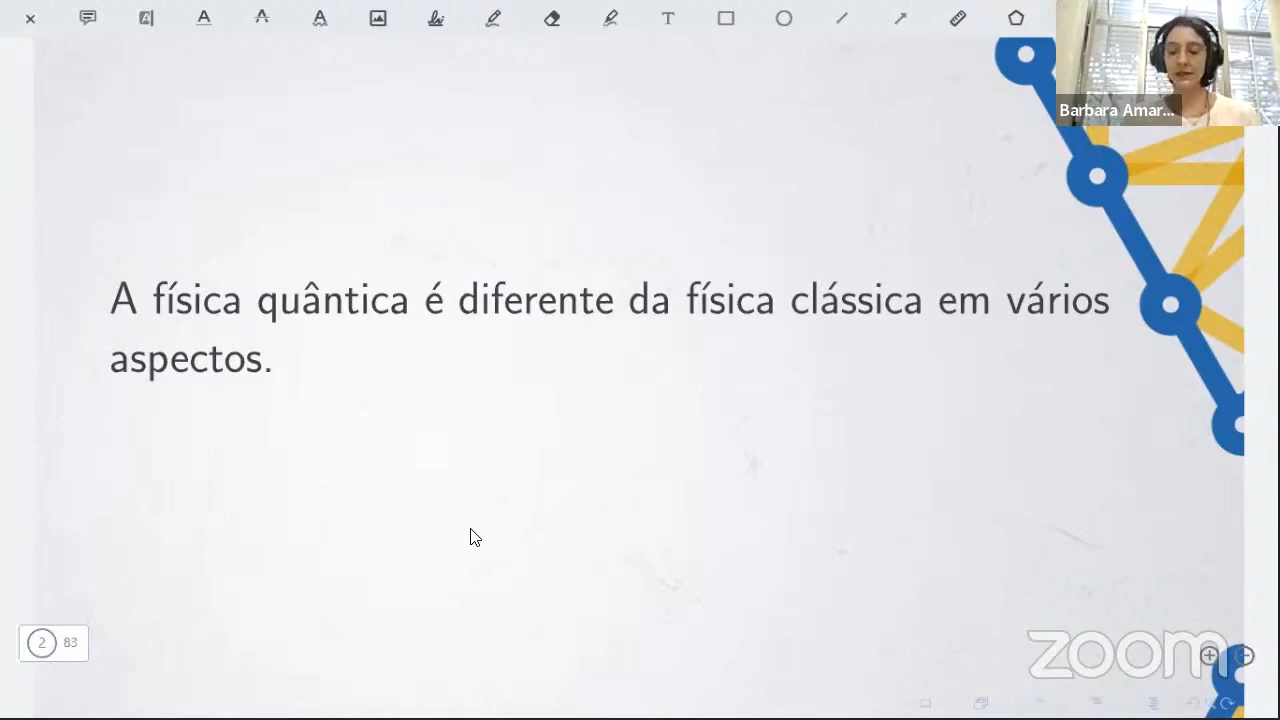 Barbara Amar...
A física quântica é diferente da física clássica em vários
aspectos.
2 83
zoom